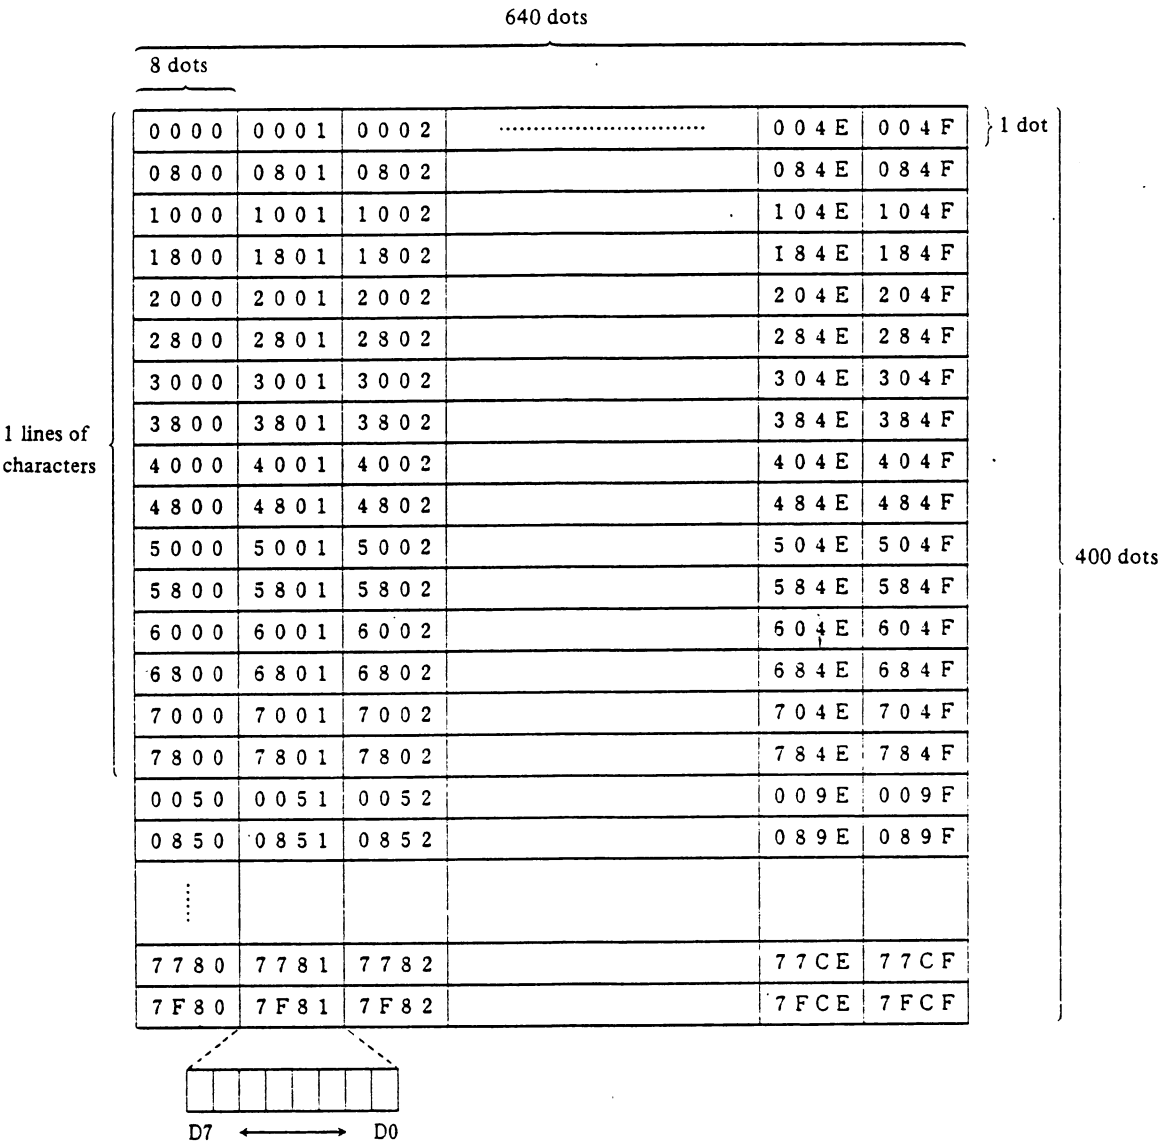 640 dots
8 dots
0000 0001 0002 ............................ 004E 004F 1 dot
0800 0801 0802 084E 084F
1000 1001 1002 104E 104F
1800 1801 1802 184E 184F
2000 2001 2002 204E 204F
2800 2801 2802 284E 284F
3000 3001 3002 304E 304F
3800 3801 3802 384E 384F
1 lines of
characters
4000 4001 4002 404E 404F
4800 4801 4802 484E 484F
5000 5001 5002 504E 504F
400 dots
5800 5801 5802 584E 584F
6000 6001 6002 604E 604F
6800 6801 6802 684E 684F
7000 7001 7002 704E 704F
7800 7801 7802 784E 784F
0050 0051 0052 009E 009F
0850 0851 0852 089E 089F
7780 7781 7782 77CE 77CF
7F80 7F81 7F82 7FCE 7FCF
D7 ←→ D0